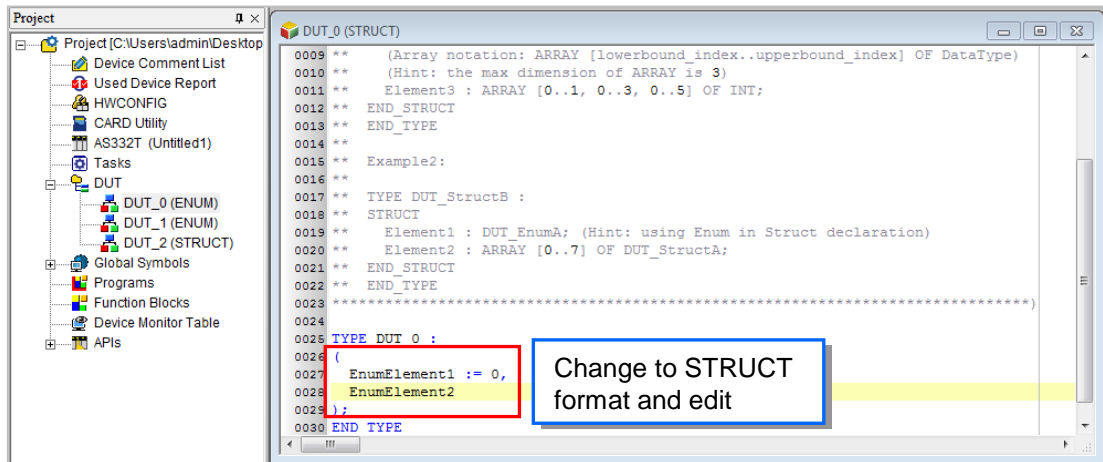 Project
Project [C:\Users\admin\Desktop
Device Comment List
Used Device Report
HWCONFIG
CARD Utility
AS332T (Untitled1)
Tasks
DUT
DUT_0 (ENUM)
DUT_1 (ENUM)
DUT_2 (STRUCT)
Global Symbols
Programs
Function Blocks
Device Monitor Table
APIs
DUT_0 (STRUCT)
0009 ** (Array notation: ARRAY [lowerbound_index..upperbound_index] OF DataType)
0010 ** (Hint: the max dimension of ARRAY is 3)
0011 ** Element3 : ARRAY [0..1, 0..3, 0..5] OF INT;
0012 ** END_STRUCT
0013 ** END_TYPE
0014 **
0015 ** Example2:
0016 **
0017 ** TYPE DUT_StructB :
0018 ** STRUCT
0019 ** Element1 : DUT_EnumA; (Hint: using Enum in Struct declaration)
0020 ** Element2 : ARRAY [0..7] OF DUT_StructA;
0021 ** END_STRUCT
0022 ** END_TYPE
0023 *******************************************************************************)
0024
0025 TYPE DUT_0 :
0026 (
0027 EnumElement1 := 0,
0028 EnumElement2
0029 );
0030 END_TYPE
Change to STRUCT
format and edit